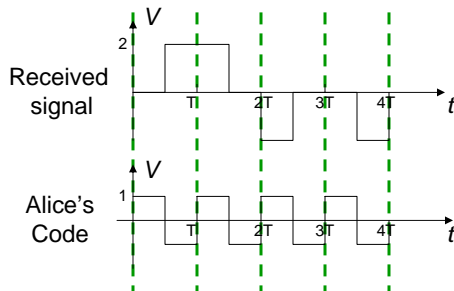 V
2
Received
signal
T 2T 3T 4T t
V
1
Alice's
Code
T 2T 3T 4T t